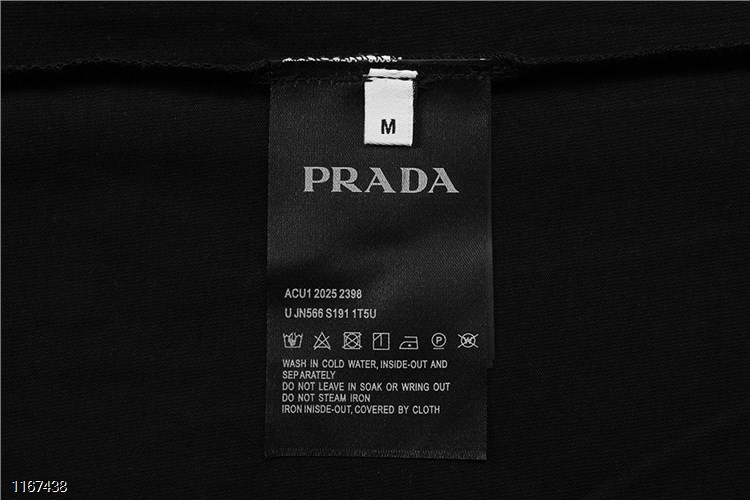 M
PRADA
ACU1 2025 2398
U JN566 S191 1T5U
P W
WASH IN COLD WATER, INSIDE-OUT AND
SEPARATELY
DO NOT LEAVE IN SOAK OR WRING OUT
DO NOT STEAM IRON
IRON INISDE-OUT, COVERED BY CLOTH
1167438